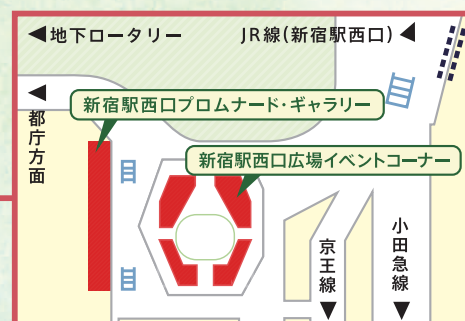 ◀地下ロータリー
JR線(新宿駅西口)◀
◀
都庁方面
新宿駅西口プロムナード・ギャラリー
新宿駅西口広場イベントコーナー
京王線▼
小田急線▼